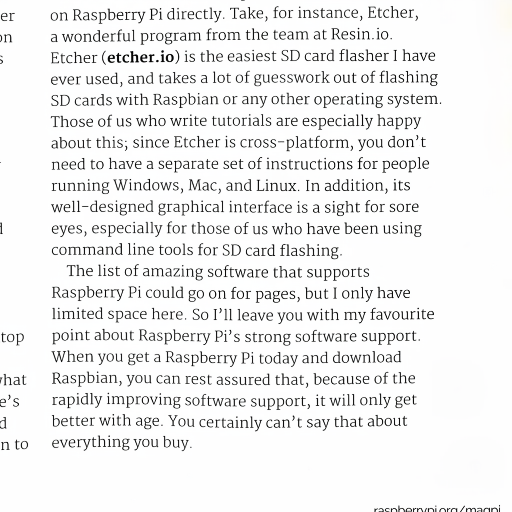 er
on
s
d
top
what
e's
d
n to
on Raspberry Pi directly. Take, for instance, Etcher,
a wonderful program from the team at Resin.io.
Etcher (etcher.io) is the easiest SD card flasher I have
ever used, and takes a lot of guesswork out of flashing
SD cards with Raspbian or any other operating system.
Those of us who write tutorials are especially happy
about this; since Etcher is cross-platform, you don't
need to have a separate set of instructions for people
running Windows, Mac, and Linux. In addition, its
well-designed graphical interface is a sight for sore
eyes, especially for those of us who have been using
command line tools for SD card flashing.
The list of amazing software that supports
Raspberry Pi could go on for pages, but I only have
limited space here. So I'll leave you with my favourite
point about Raspberry Pi's strong software support.
When you get a Raspberry Pi today and download
Raspbian, you can rest assured that, because of the
rapidly improving software support, it will only get
better with age. You certainly can't say that about
everything you buy.
raspberrypi.org/magpi